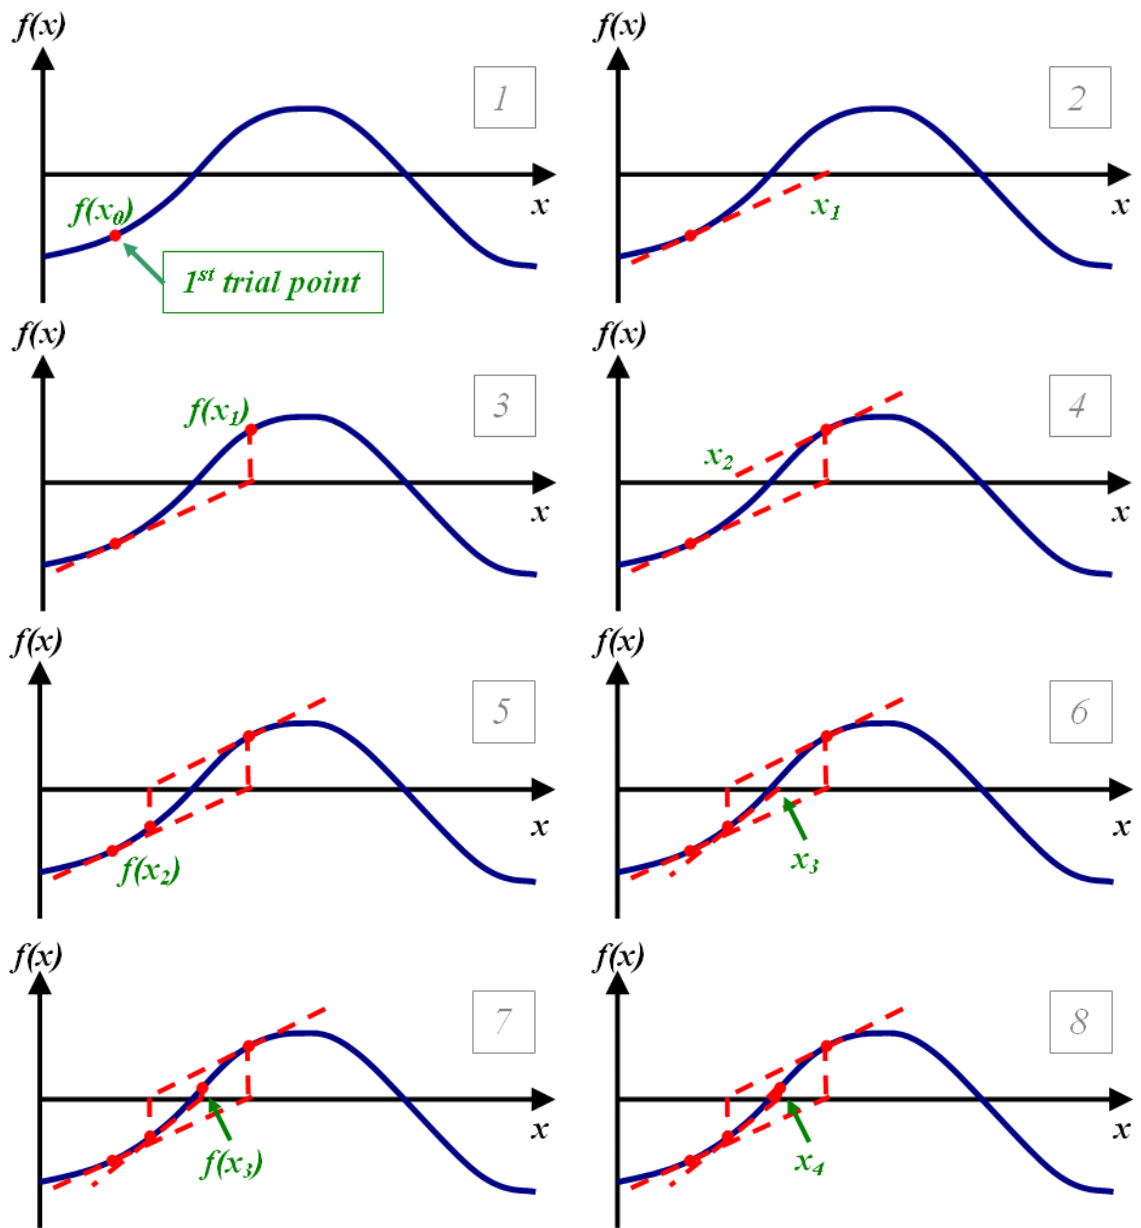 f(x)
1
f(x₀)
x
1ˢᵗ trial point
f(x)
2
x₁
x
f(x)
3
f(x₁)
x
f(x)
4
x₂
x
f(x)
5
x
f(x₂)
f(x)
6
x
x₃
f(x)
7
x
f(x₃)
f(x)
8
x
x₄